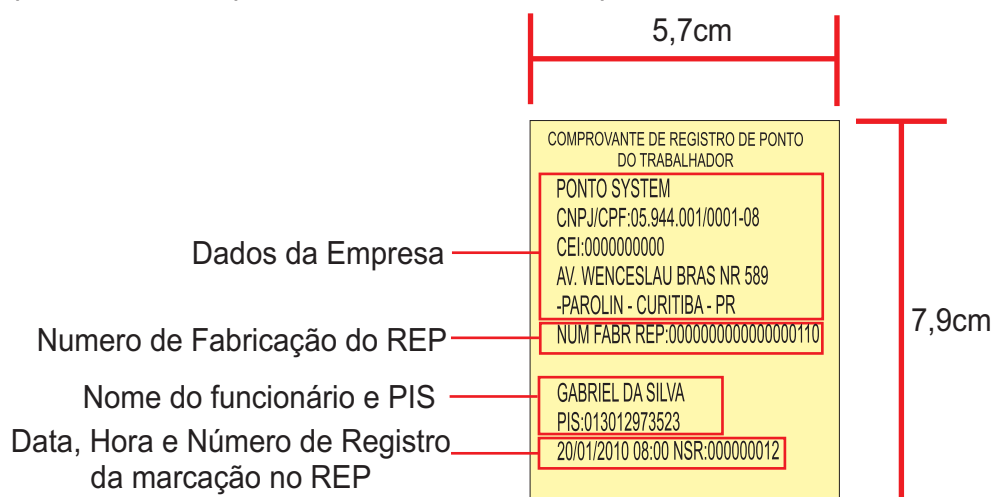 5,7cm
COMPROVANTE DE REGISTRO DE PONTO
DO TRABALHADOR
PONTO SYSTEM
CNPJ/CPF:05.944.001/0001-08
CEI:0000000000
AV. WENCESLAU BRAS NR 589
-PAROLIN - CURITIBA - PR
Dados da Empresa
7,9cm
NUM FABR REP:0000000000000000110
Numero de Fabricação do REP
GABRIEL DA SILVA
PIS:013012973523
Nome do funcionário e PIS
20/01/2010 08:00 NSR:000000012
Data, Hora e Número de Registro
da marcação no REP